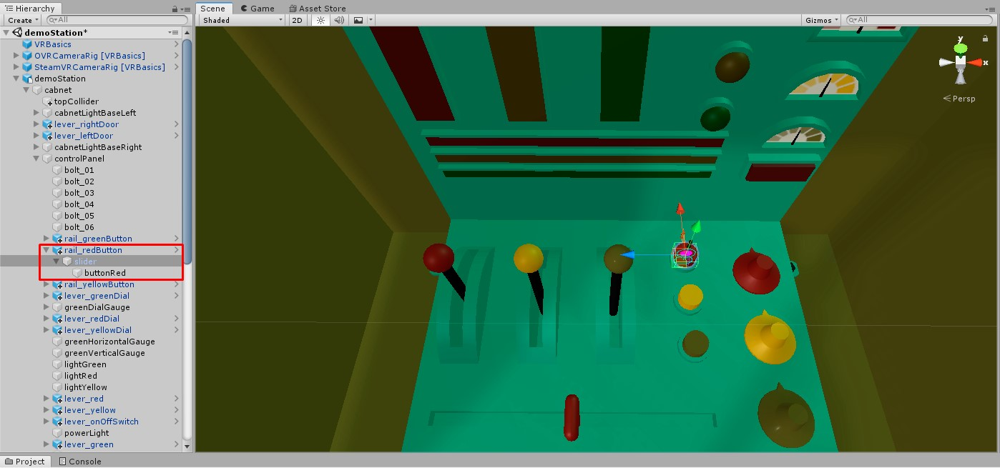 Hierarchy
Create
All
demoStation*
VRBasics
OVRCameraRig [VRBasics]
SteamVRCameraRig [VRBasics]
demoStation
cabnet
topCollider
cabnetLightBaseLeft
lever_rightDoor
lever_leftDoor
cabnetLightBaseRight
controlPanel
bolt_01
bolt_02
bolt_03
bolt_04
bolt_05
bolt_06
rail_greenButton
rail_redButton
slider
buttonRed
rail_yellowButton
lever_greenDial
greenDialGauge
lever_redDial
lever_yellowDial
greenHorizontalGauge
greenVerticalGauge
lightGreen
lightRed
lightYellow
lever_red
lever_yellow
lever_onOffSwitch
powerLight
lever_green
Scene Game Asset Store
Shaded 2D Gizmos All
y
x
Persp
Project Console